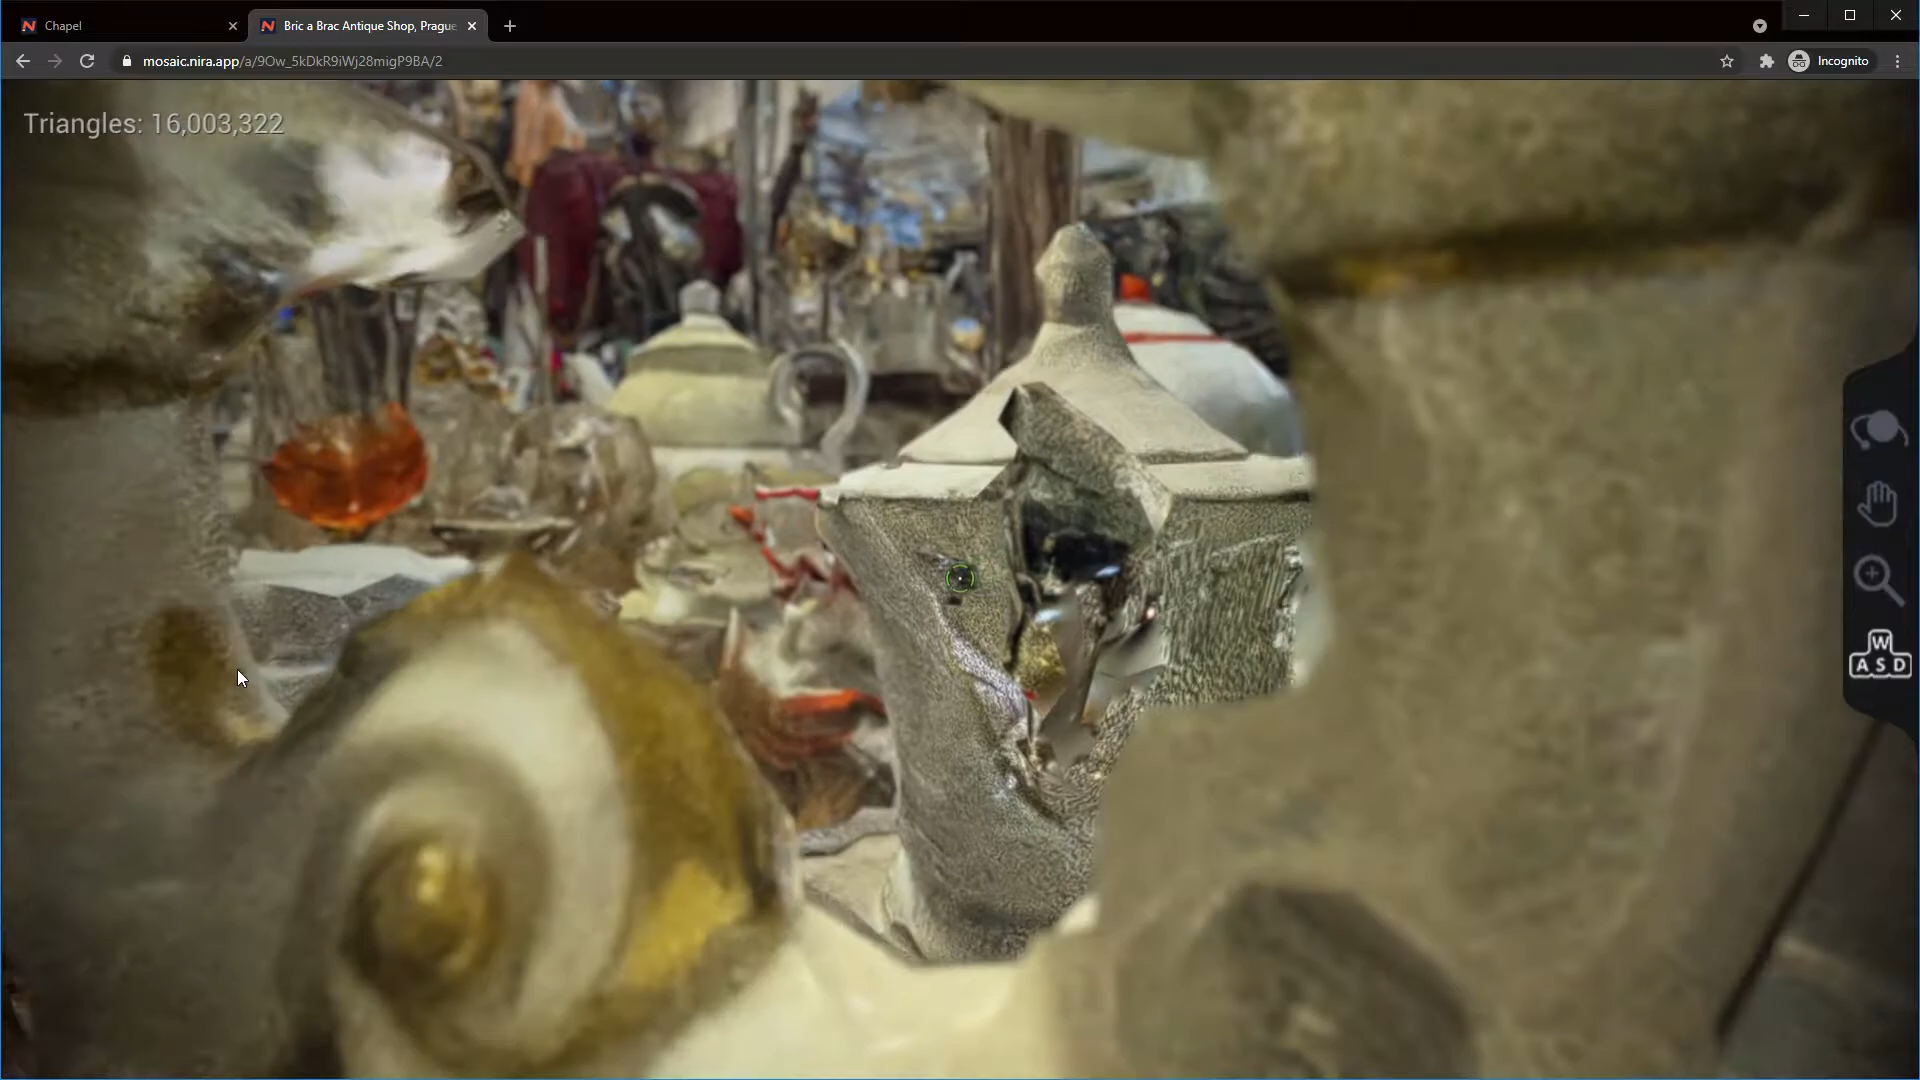 Chapel
Bric a Brac Antique Shop, Prague
mosaic.nira.app/a/9Ow_5kDkR9iWj28migP9BA/2
Incognito
Triangles: 16,003,322
W
A S D